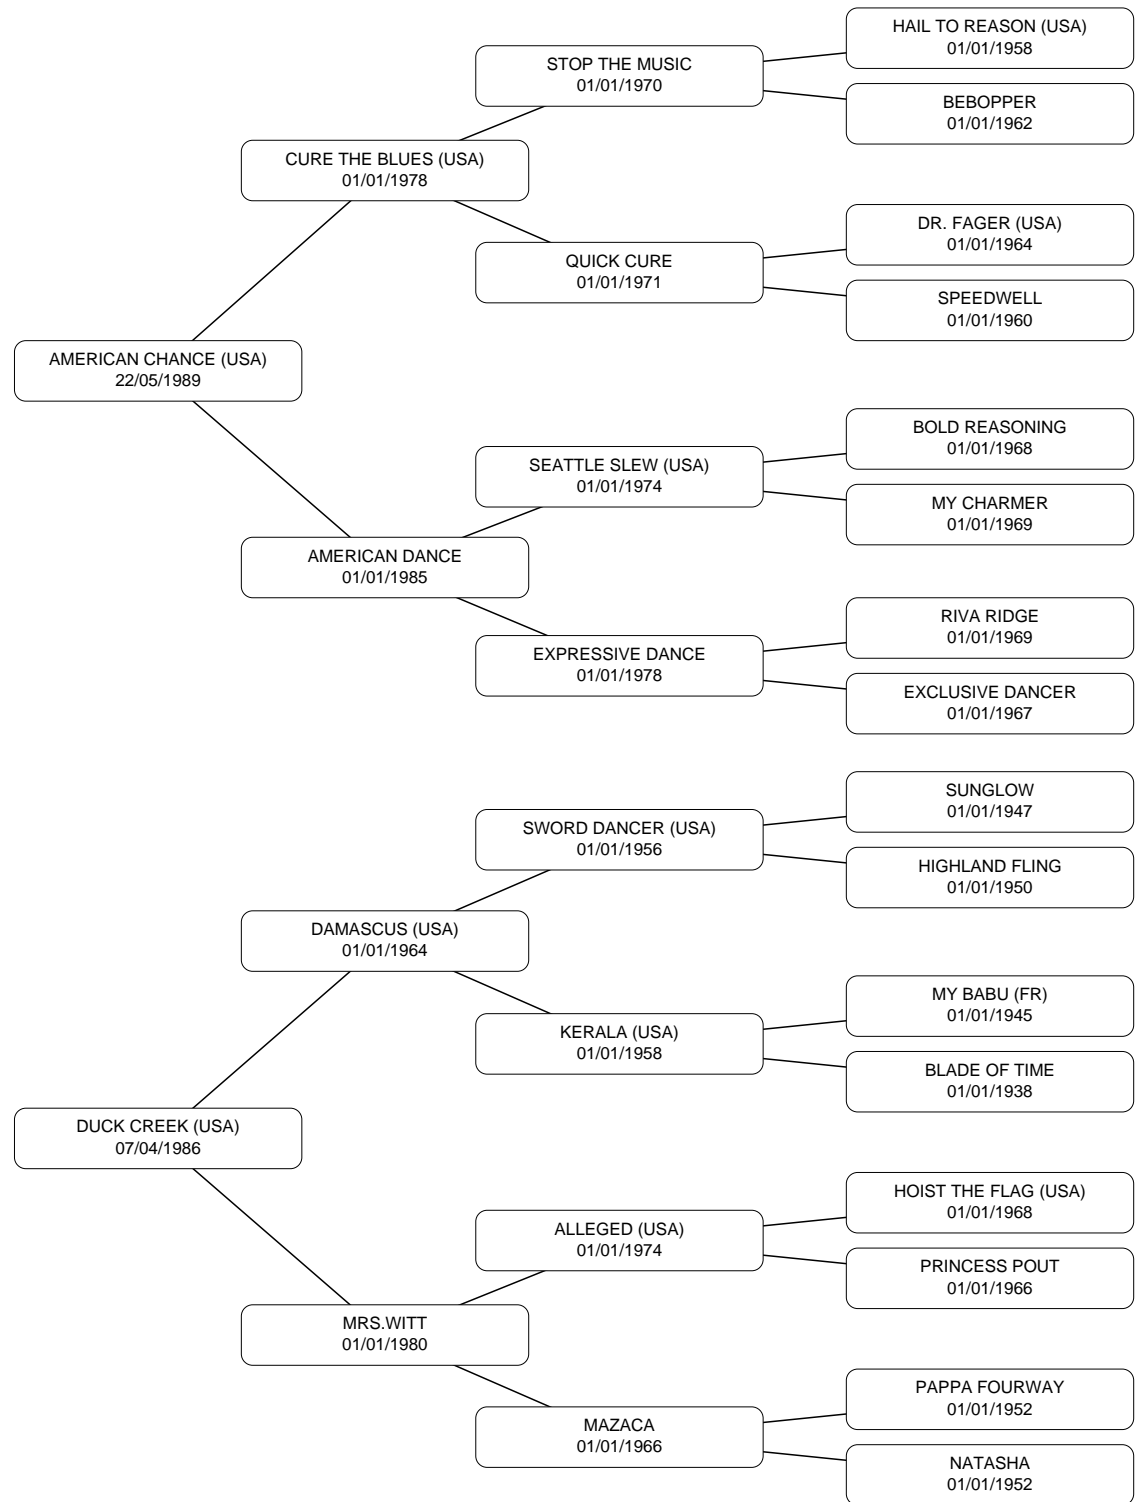 HAIL TO REASON (USA)
01/01/1958
STOP THE MUSIC
01/01/1970
BEBOPPER
01/01/1962
CURE THE BLUES (USA)
01/01/1978
DR. FAGER (USA)
01/01/1964
QUICK CURE
01/01/1971
SPEEDWELL
01/01/1960
AMERICAN CHANCE (USA)
22/05/1989
BOLD REASONING
01/01/1968
SEATTLE SLEW (USA)
01/01/1974
MY CHARMER
01/01/1969
AMERICAN DANCE
01/01/1985
RIVA RIDGE
01/01/1969
EXPRESSIVE DANCE
01/01/1978
EXCLUSIVE DANCER
01/01/1967
SUNGLOW
01/01/1947
SWORD DANCER (USA)
01/01/1956
HIGHLAND FLING
01/01/1950
DAMASCUS (USA)
01/01/1964
MY BABU (FR)
01/01/1945
KERALA (USA)
01/01/1958
BLADE OF TIME
01/01/1938
DUCK CREEK (USA)
07/04/1986
HOIST THE FLAG (USA)
01/01/1968
ALLEGED (USA)
01/01/1974
PRINCESS POUT
01/01/1966
MRS.WITT
01/01/1980
PAPPA FOURWAY
01/01/1952
MAZACA
01/01/1966
NATASHA
01/01/1952